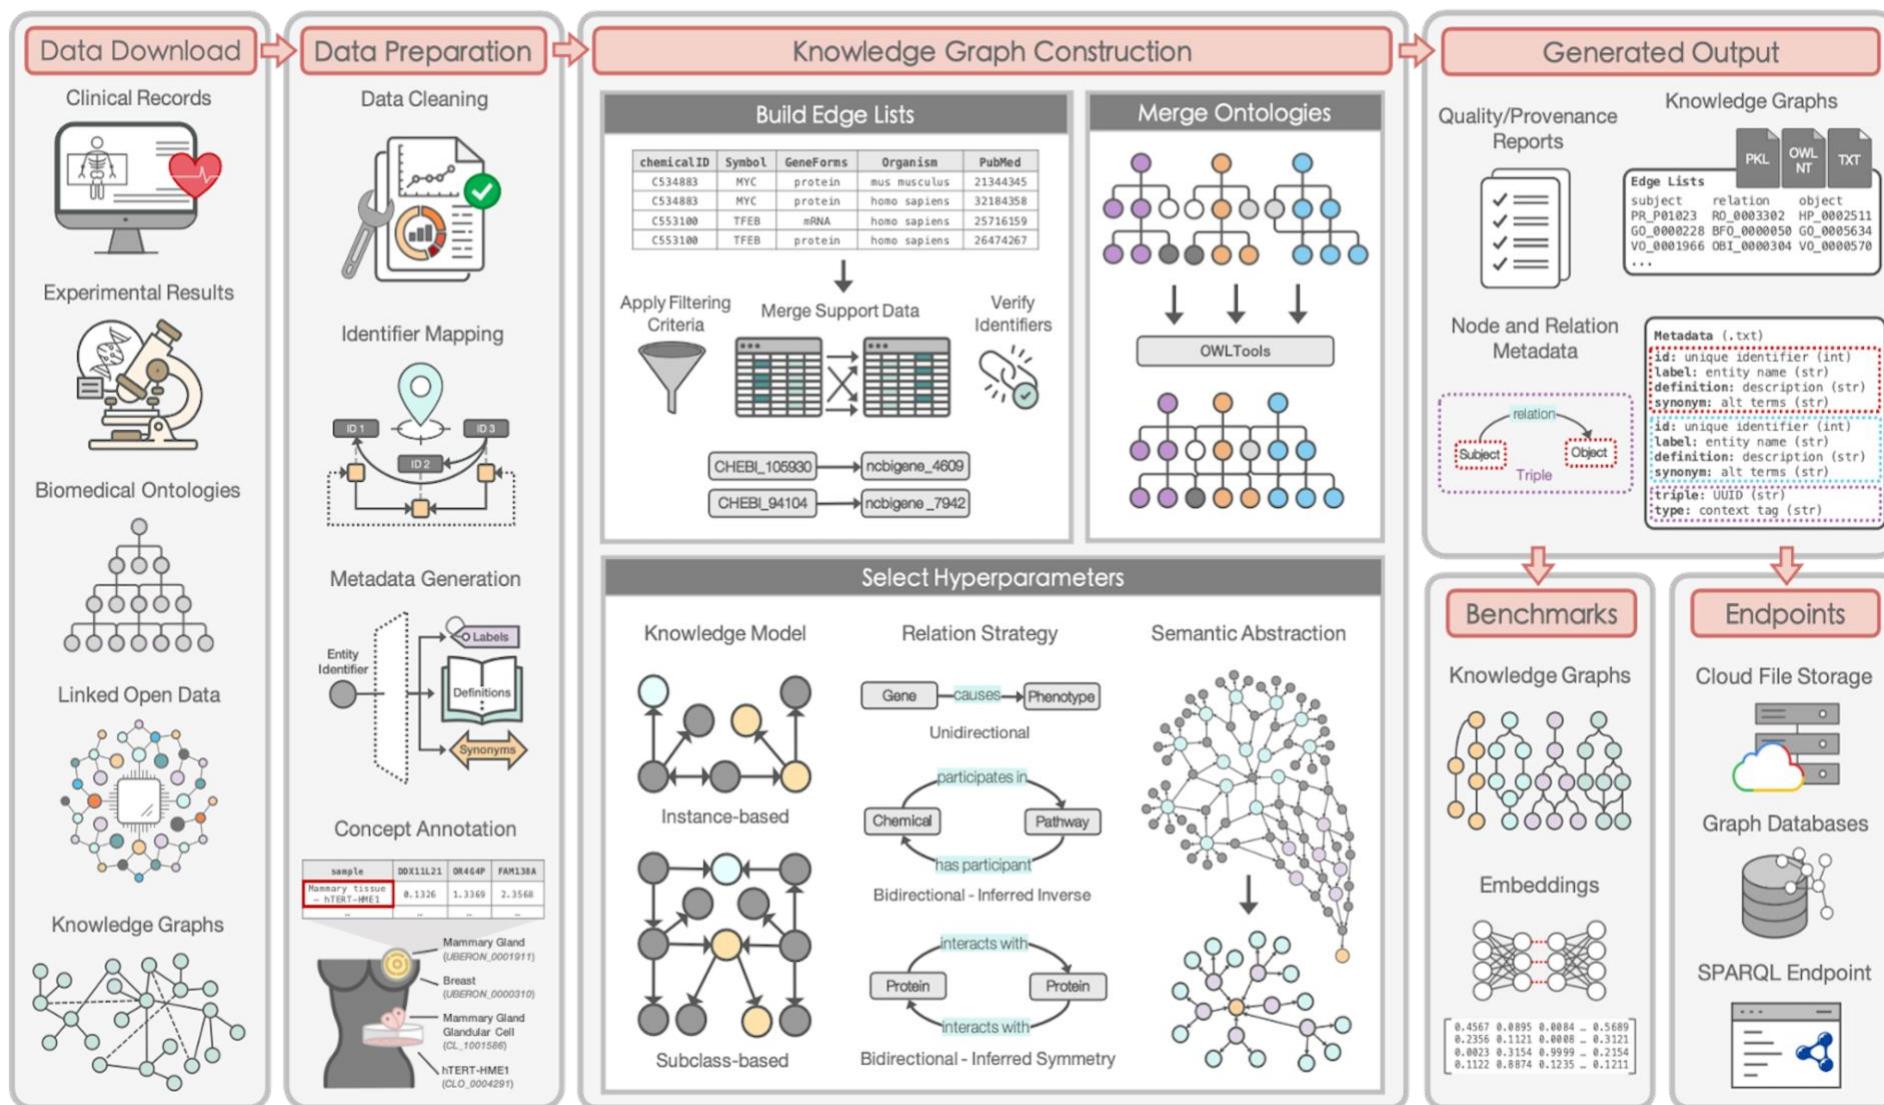 Data Download
Clinical Records
Experimental Results
Biomedical Ontologies
Linked Open Data
Knowledge Graphs
Data Preparation
Data Cleaning
Identifier Mapping
ID 1
ID 3
ID 2
Metadata Generation
Entity
Identifier
Labels
Definitions
Synonyms
Concept Annotation
sample DDX11L21 OR4G4P FAM138A
Mammary tissue
– hTERT-HME1
0.1326 1.3369 2.3568
… … … …
Mammary Gland
(UBERON_0001911)
Breast
(UBERON_0000310)
Mammary Gland
Glandular Cell
(CL_1001586)
hTERT-HME1
(CLO_0004291)
Knowledge Graph Construction
Build Edge Lists
chemicalID Symbol GeneForms Organism PubMed
C534883 MYC protein mus musculus 21344345
C534883 MYC protein homo sapiens 32184358
C553100 TFEB mRNA homo sapiens 25716159
C553100 TFEB protein homo sapiens 26474267
Apply Filtering
Criteria
Merge Support Data
Verify
Identifiers
CHEBI_105930 ncbigene_4609
CHEBI_94104 ncbigene_7942
Merge Ontologies
OWLTools
Select Hyperparameters
Knowledge Model
Instance-based
Subclass-based
Relation Strategy
Gene causes Phenotype
Unidirectional
participates in
Chemical Pathway
has participant
Bidirectional - Inferred Inverse
interacts with
Protein Protein
interacts with
Bidirectional - Inferred Symmetry
Semantic Abstraction
Generated Output
Quality/Provenance
Reports
Knowledge Graphs
PKL
OWL
NT
TXT
Edge Lists
subject relation object
PR_P01023 RO_0003302 HP_0002511
GO_0000228 BFO_0000050 GO_0005634
VO_0001966 OBI_0000304 VO_0000570
...
Node and Relation
Metadata
relation
Subject
Object
Triple
Metadata (.txt)
id: unique identifier (int)
label: entity name (str)
definition: description (str)
synonym: alt terms (str)
id: unique identifier (int)
label: entity name (str)
definition: description (str)
synonym: alt terms (str)
triple: UUID (str)
type: context tag (str)
Benchmarks
Knowledge Graphs
Embeddings
0.4567 0.0895 0.0084 … 0.5689
0.2356 0.1121 0.0008 … 0.3121
0.0023 0.3154 0.9999 … 0.2154
0.1122 0.8874 0.1235 … 0.1211
Endpoints
Cloud File Storage
Graph Databases
SPARQL Endpoint